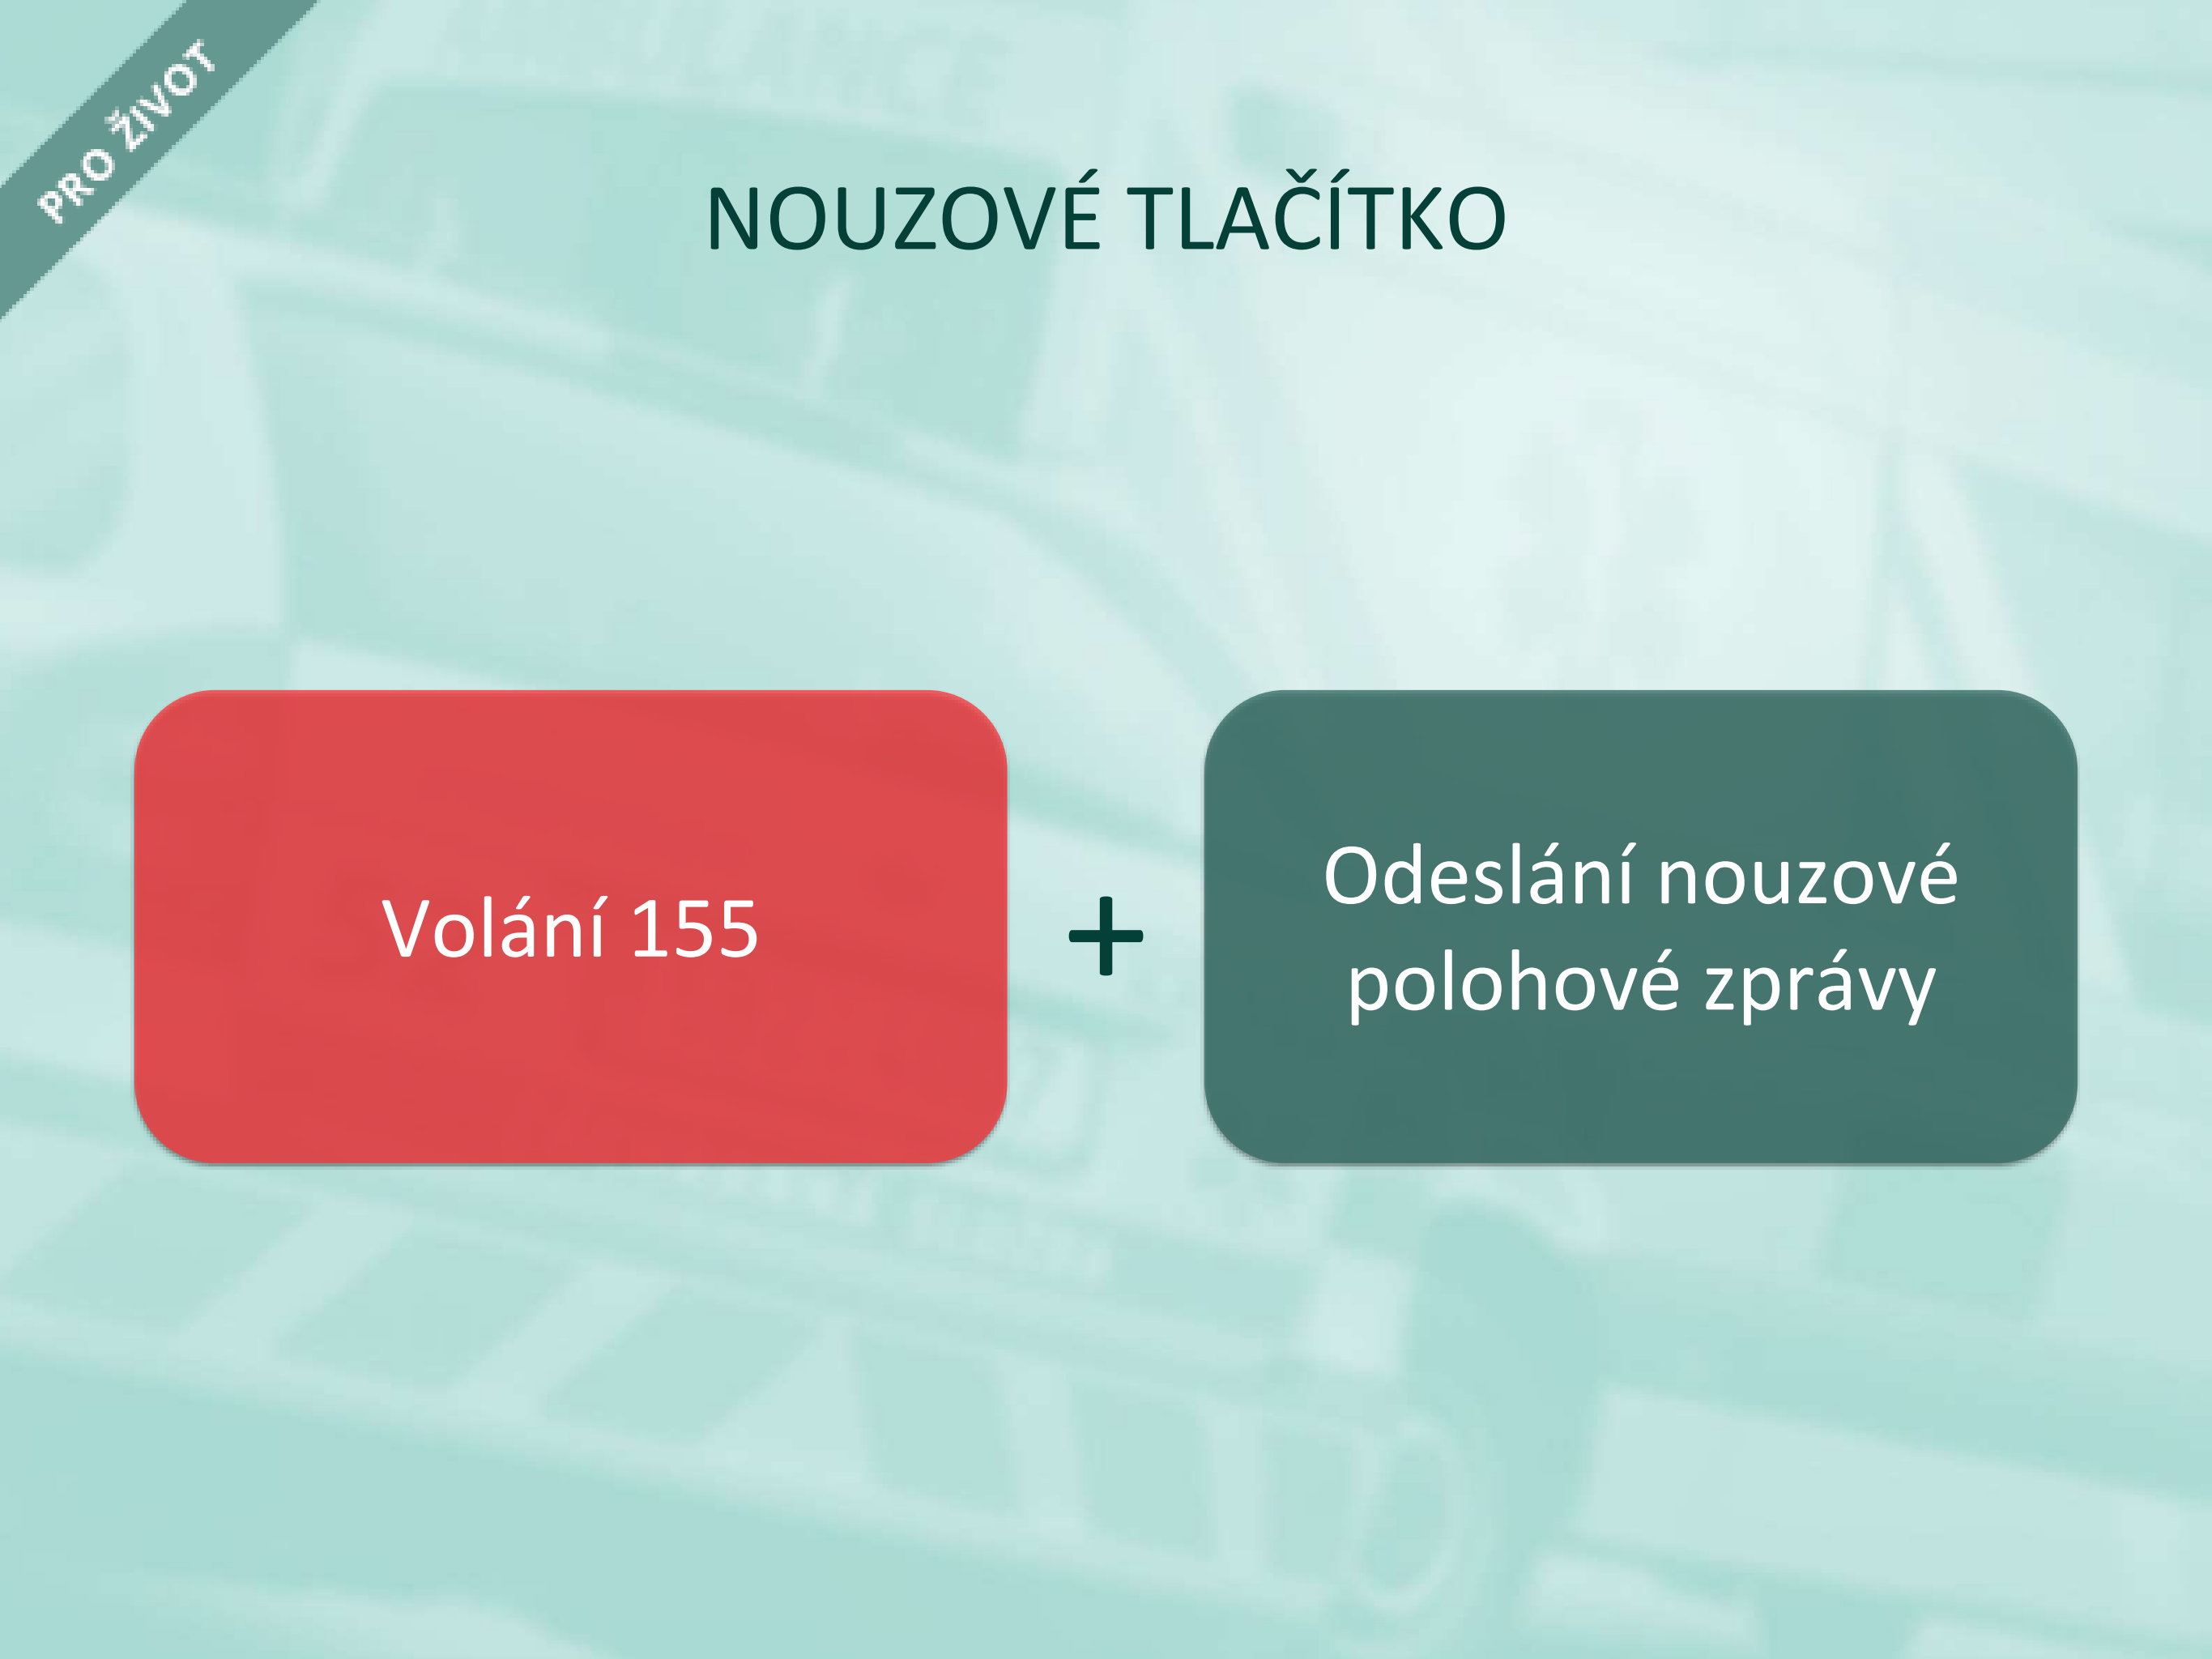 PRO ŽIVOT
NOUZOVÉ TLAČÍTKO
Volání 155
+
Odeslání nouzové
polohové zprávy